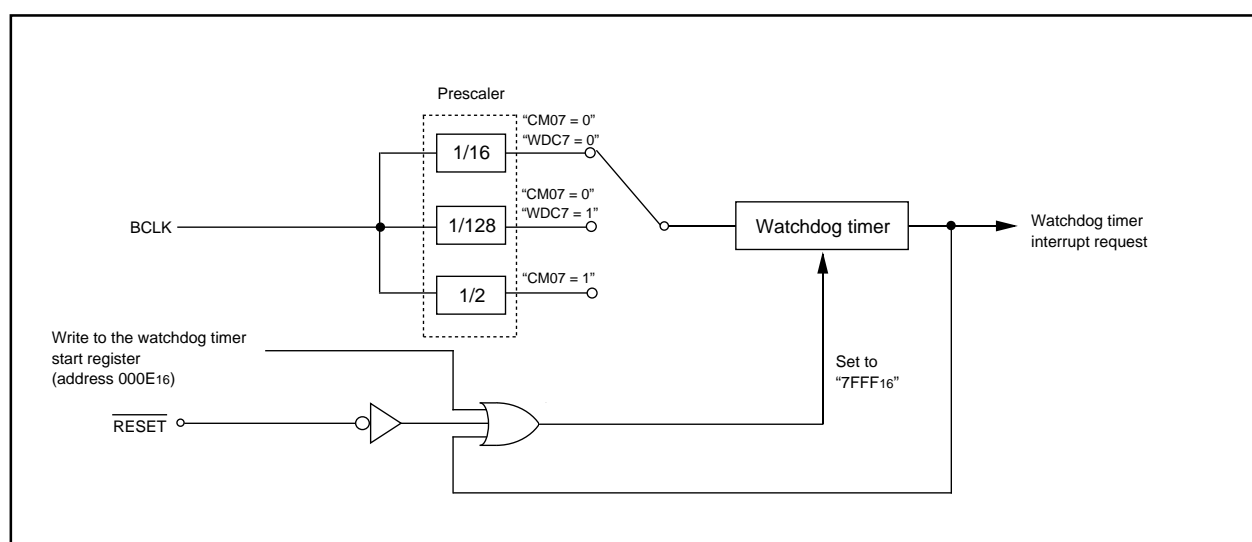 Prescaler
“CM07 = 0”
“WDC7 = 0”
1/16
“CM07 = 0”
“WDC7 = 1”
BCLK
1/128
Watchdog timer
Watchdog timer
interrupt request
“CM07 = 1”
1/2
Write to the watchdog timer
start register
(address 000E16)
Set to
“7FFF16”
RESET